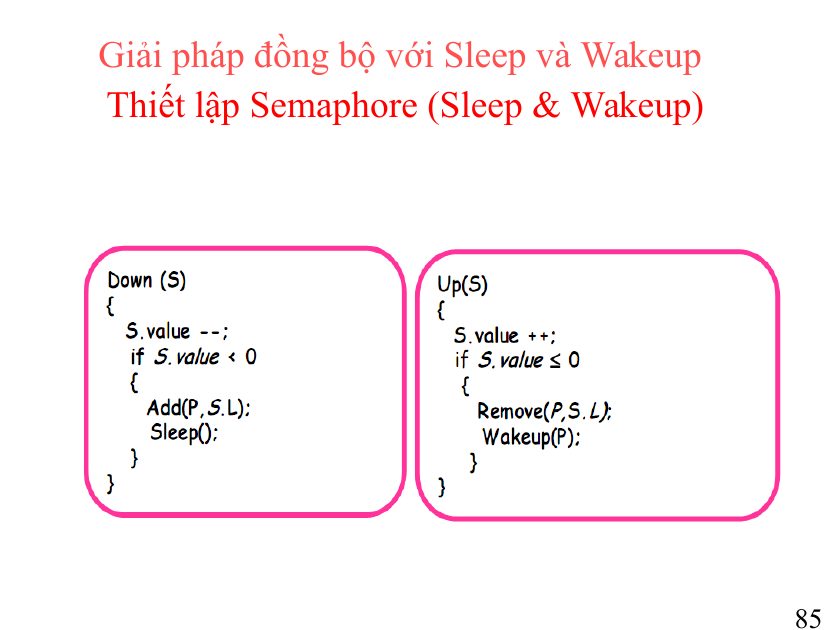 Giải pháp đồng bộ với Sleep và Wakeup
Thiết lập Semaphore (Sleep & Wakeup)
Down (S)
{
S.value --;
if S.value < 0
{
Add(P,S.L);
Sleep();
}
}
Up(S)
{
S.value ++;
if S.value ≤ 0
{
Remove(P,S.L);
Wakeup(P);
}
}
85